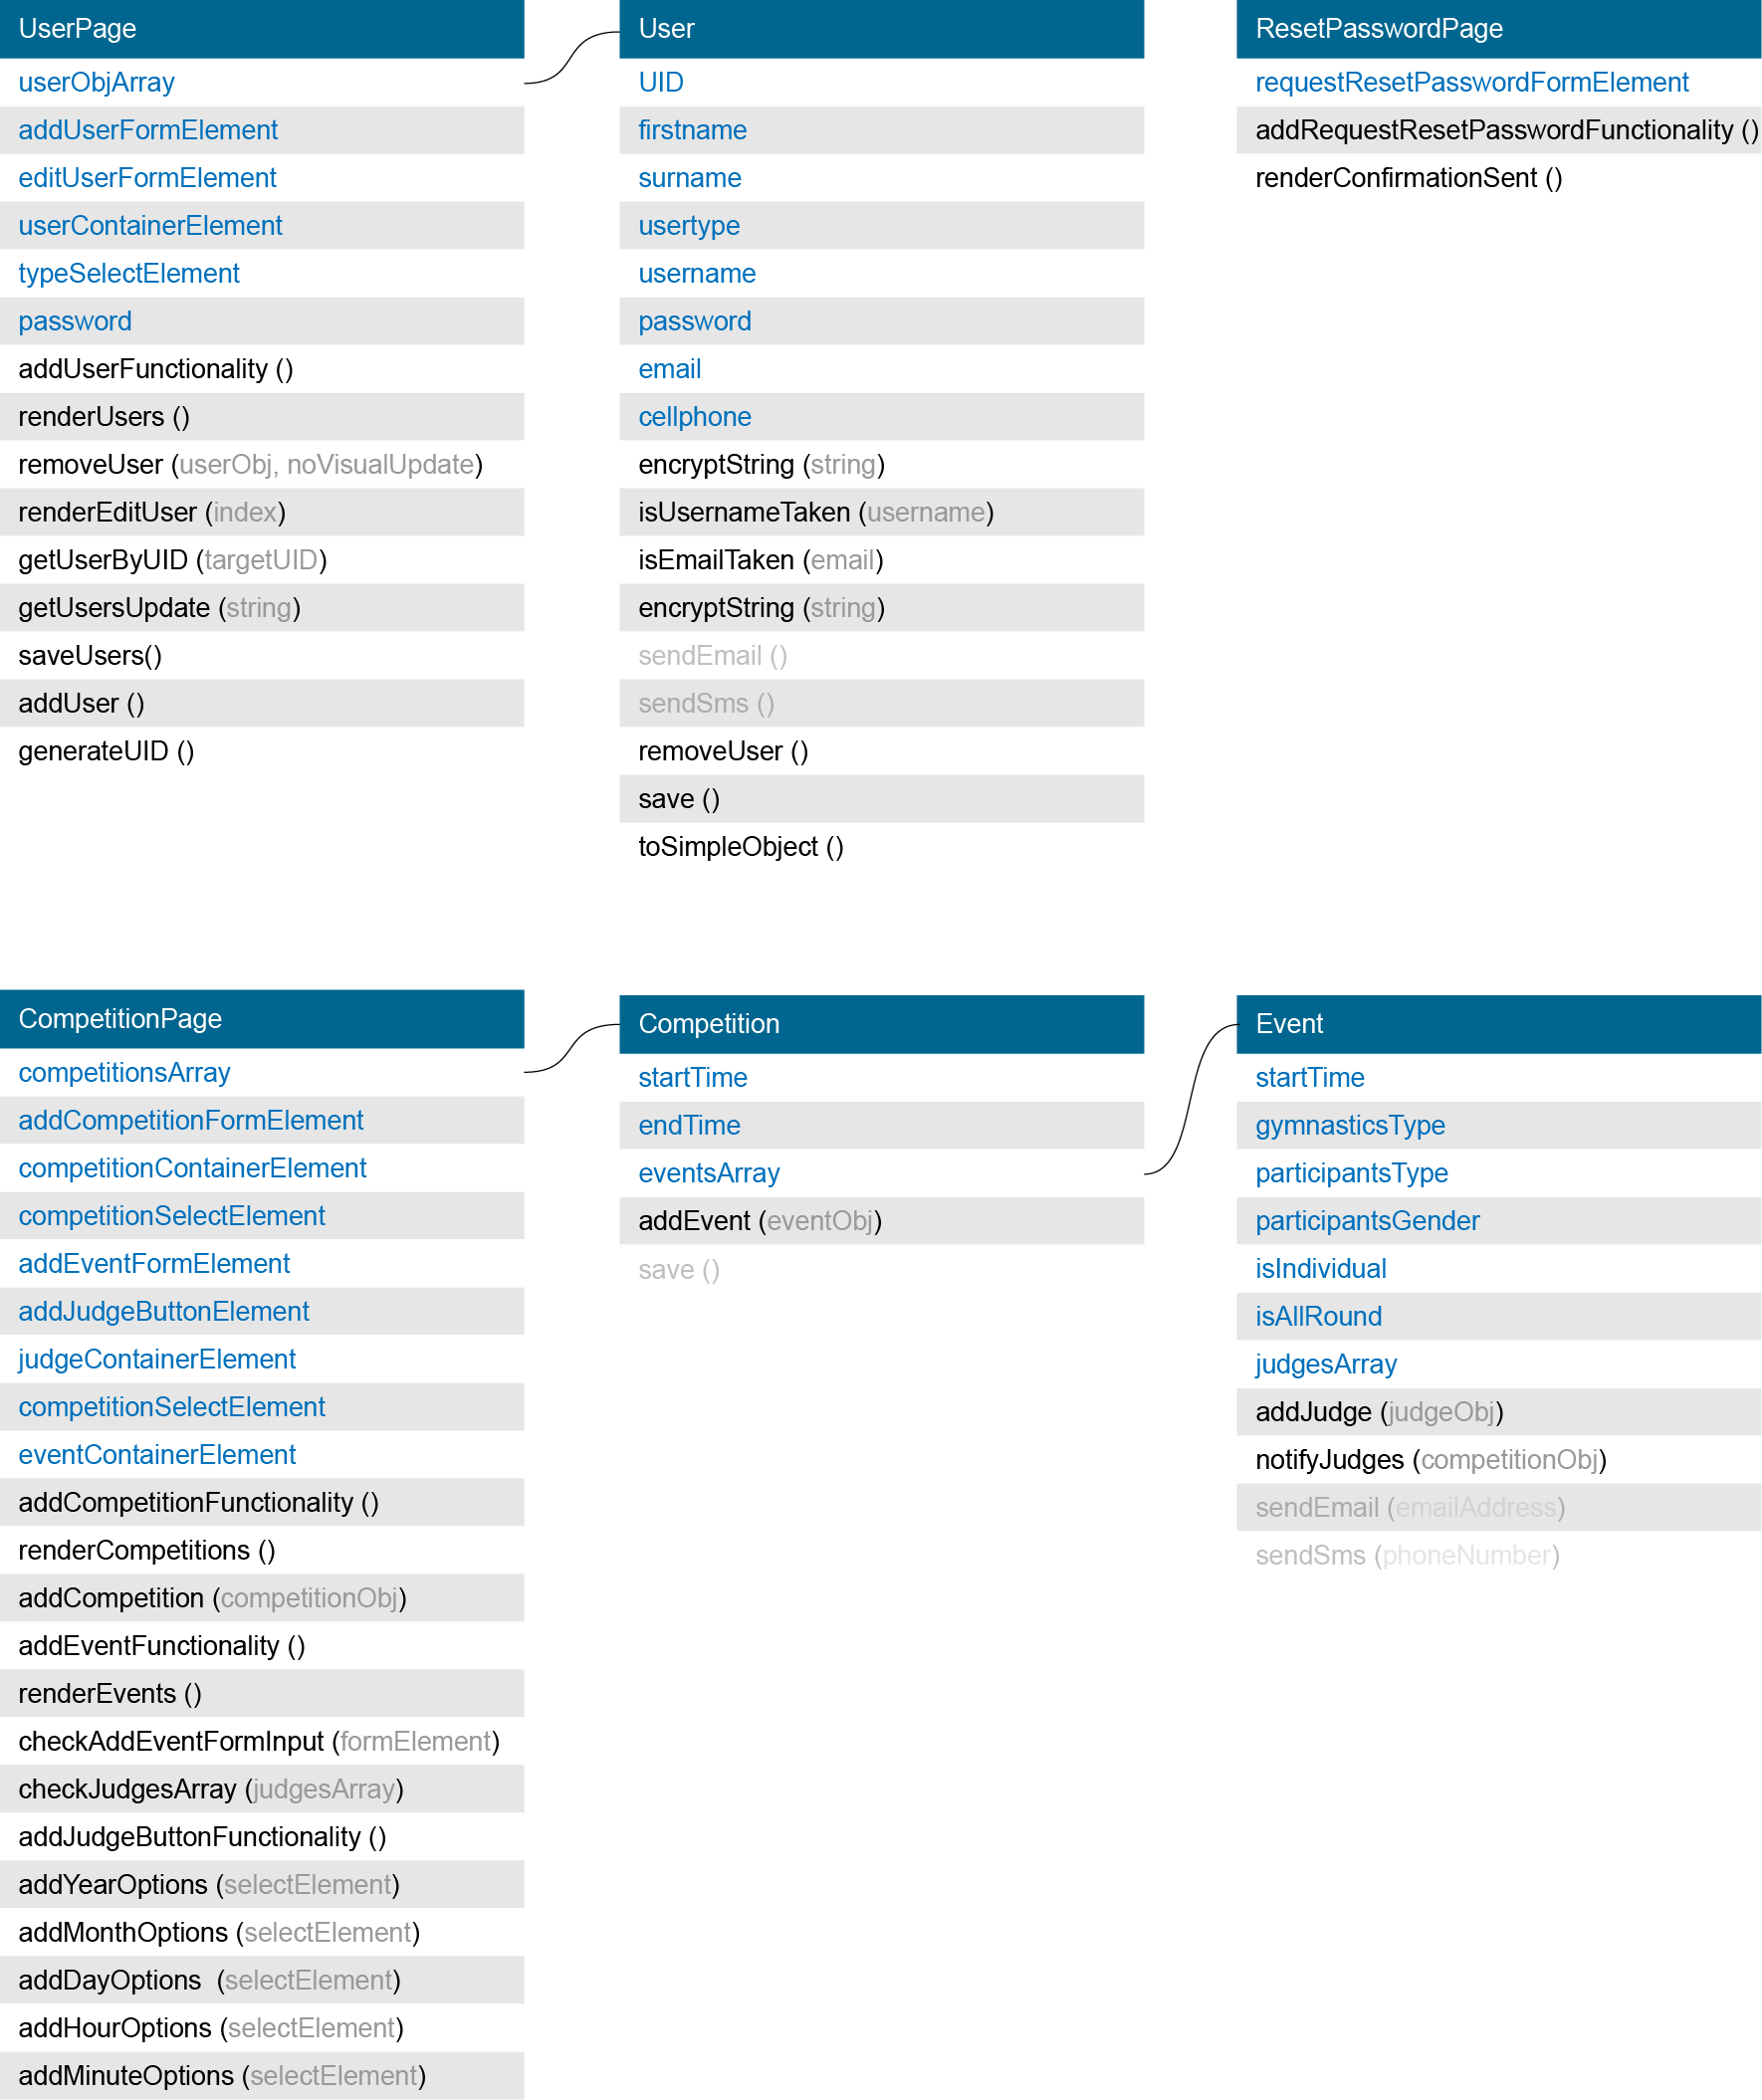 UserPage
userObjArray
addUserFormElement
editUserFormElement
userContainerElement
typeSelectElement
password
addUserFunctionality ()
renderUsers ()
removeUser (userObj, noVisualUpdate)
renderEditUser (index)
getUserByUID (targetUID)
getUsersUpdate (string)
saveUsers()
addUser ()
generateUID ()
User
UID
firstname
surname
usertype
username
password
email
cellphone
encryptString (string)
isUsernameTaken (username)
isEmailTaken (email)
encryptString (string)
sendEmail ()
sendSms ()
removeUser ()
save ()
toSimpleObject ()
ResetPasswordPage
requestResetPasswordFormElement
addRequestResetPasswordFunctionality ()
renderConfirmationSent ()
CompetitionPage
competitionsArray
addCompetitionFormElement
competitionContainerElement
competitionSelectElement
addEventFormElement
addJudgeButtonElement
judgeContainerElement
competitionSelectElement
eventContainerElement
addCompetitionFunctionality ()
renderCompetitions ()
addCompetition (competitionObj)
addEventFunctionality ()
renderEvents ()
checkAddEventFormInput (formElement)
checkJudgesArray (judgesArray)
addJudgeButtonFunctionality ()
addYearOptions (selectElement)
addMonthOptions (selectElement)
addDayOptions  (selectElement)
addHourOptions (selectElement)
addMinuteOptions (selectElement)
Competition
startTime
endTime
eventsArray
addEvent (eventObj)
save ()
Event
startTime
gymnasticsType
participantsType
participantsGender
isIndividual
isAllRound
judgesArray
addJudge (judgeObj)
notifyJudges (competitionObj)
sendEmail (emailAddress)
sendSms (phoneNumber)